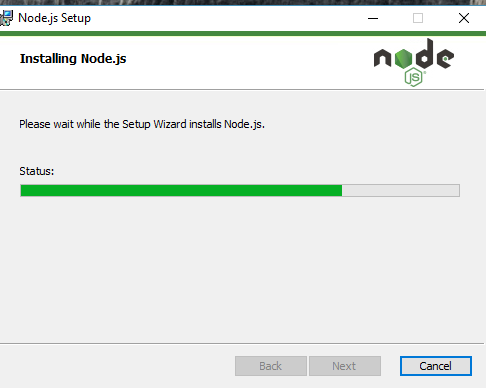 Node.js Setup
Installing Node.js
node
JS
Please wait while the Setup Wizard installs Node.js.
Status:
Back Next Cancel